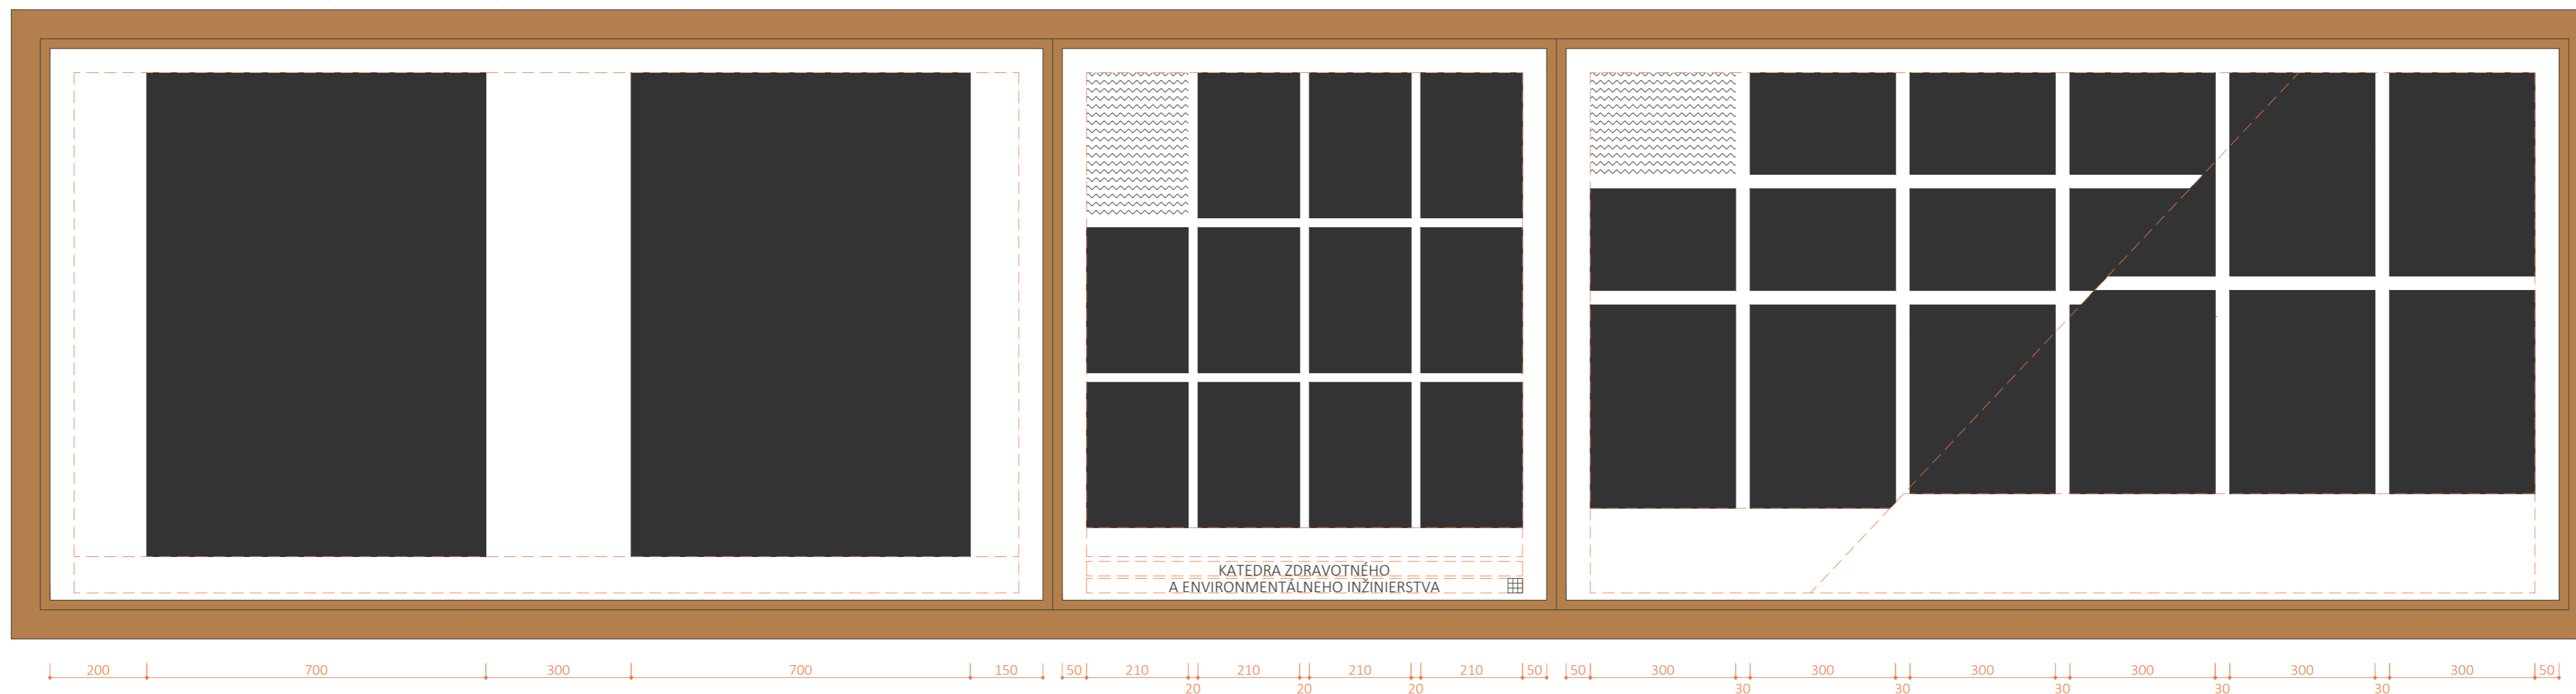 KATEDRA ZDRAVOTNÉHO
A ENVIRONMENTÁLNEHO INŽINIERSTVA
200 700 300 700 150 50 210 210 210 210 50 50 300 300 300 300 300 300 50
20 20 20 30 30 30 30 30